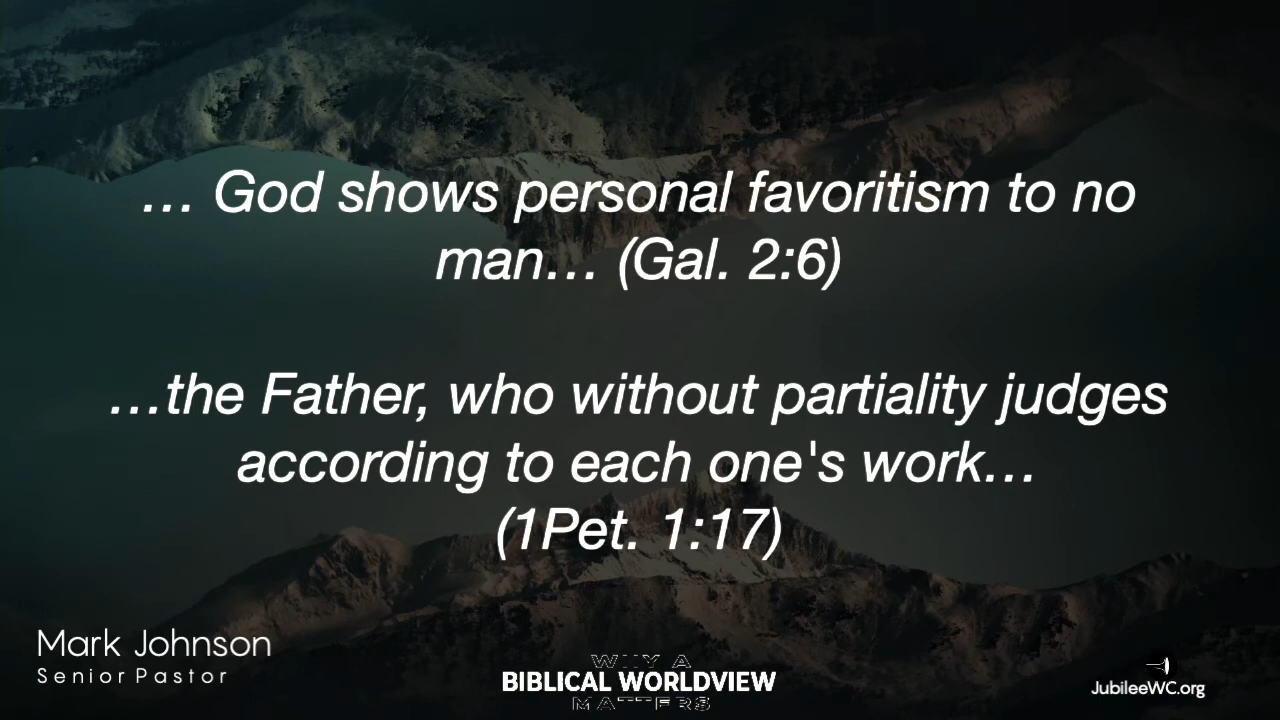 … God shows personal favoritism to no
man… (Gal. 2:6)
…the Father, who without partiality judges
according to each one's work…
(1Pet. 1:17)
Mark Johnson
Senior Pastor
WHY A
BIBLICAL WORLDVIEW
MATTERS
JubileeWC.org